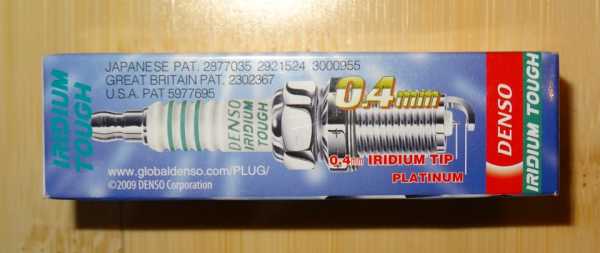 IRIDIUM
TOUGH
JAPANESE PAT. 2877035 2921524 3000955
GREAT BRITAIN PAT. 2302367
U.S.A. PAT 5977695
DENSO
IRIDIUM
TOUGH
0.4mm
0.4mm IRIDIUM TIP
PLATINUM
www.globaldenso.com/PLUG/
©2009 DENSO Corporation
DENSO
IRIDIUM TOUGH